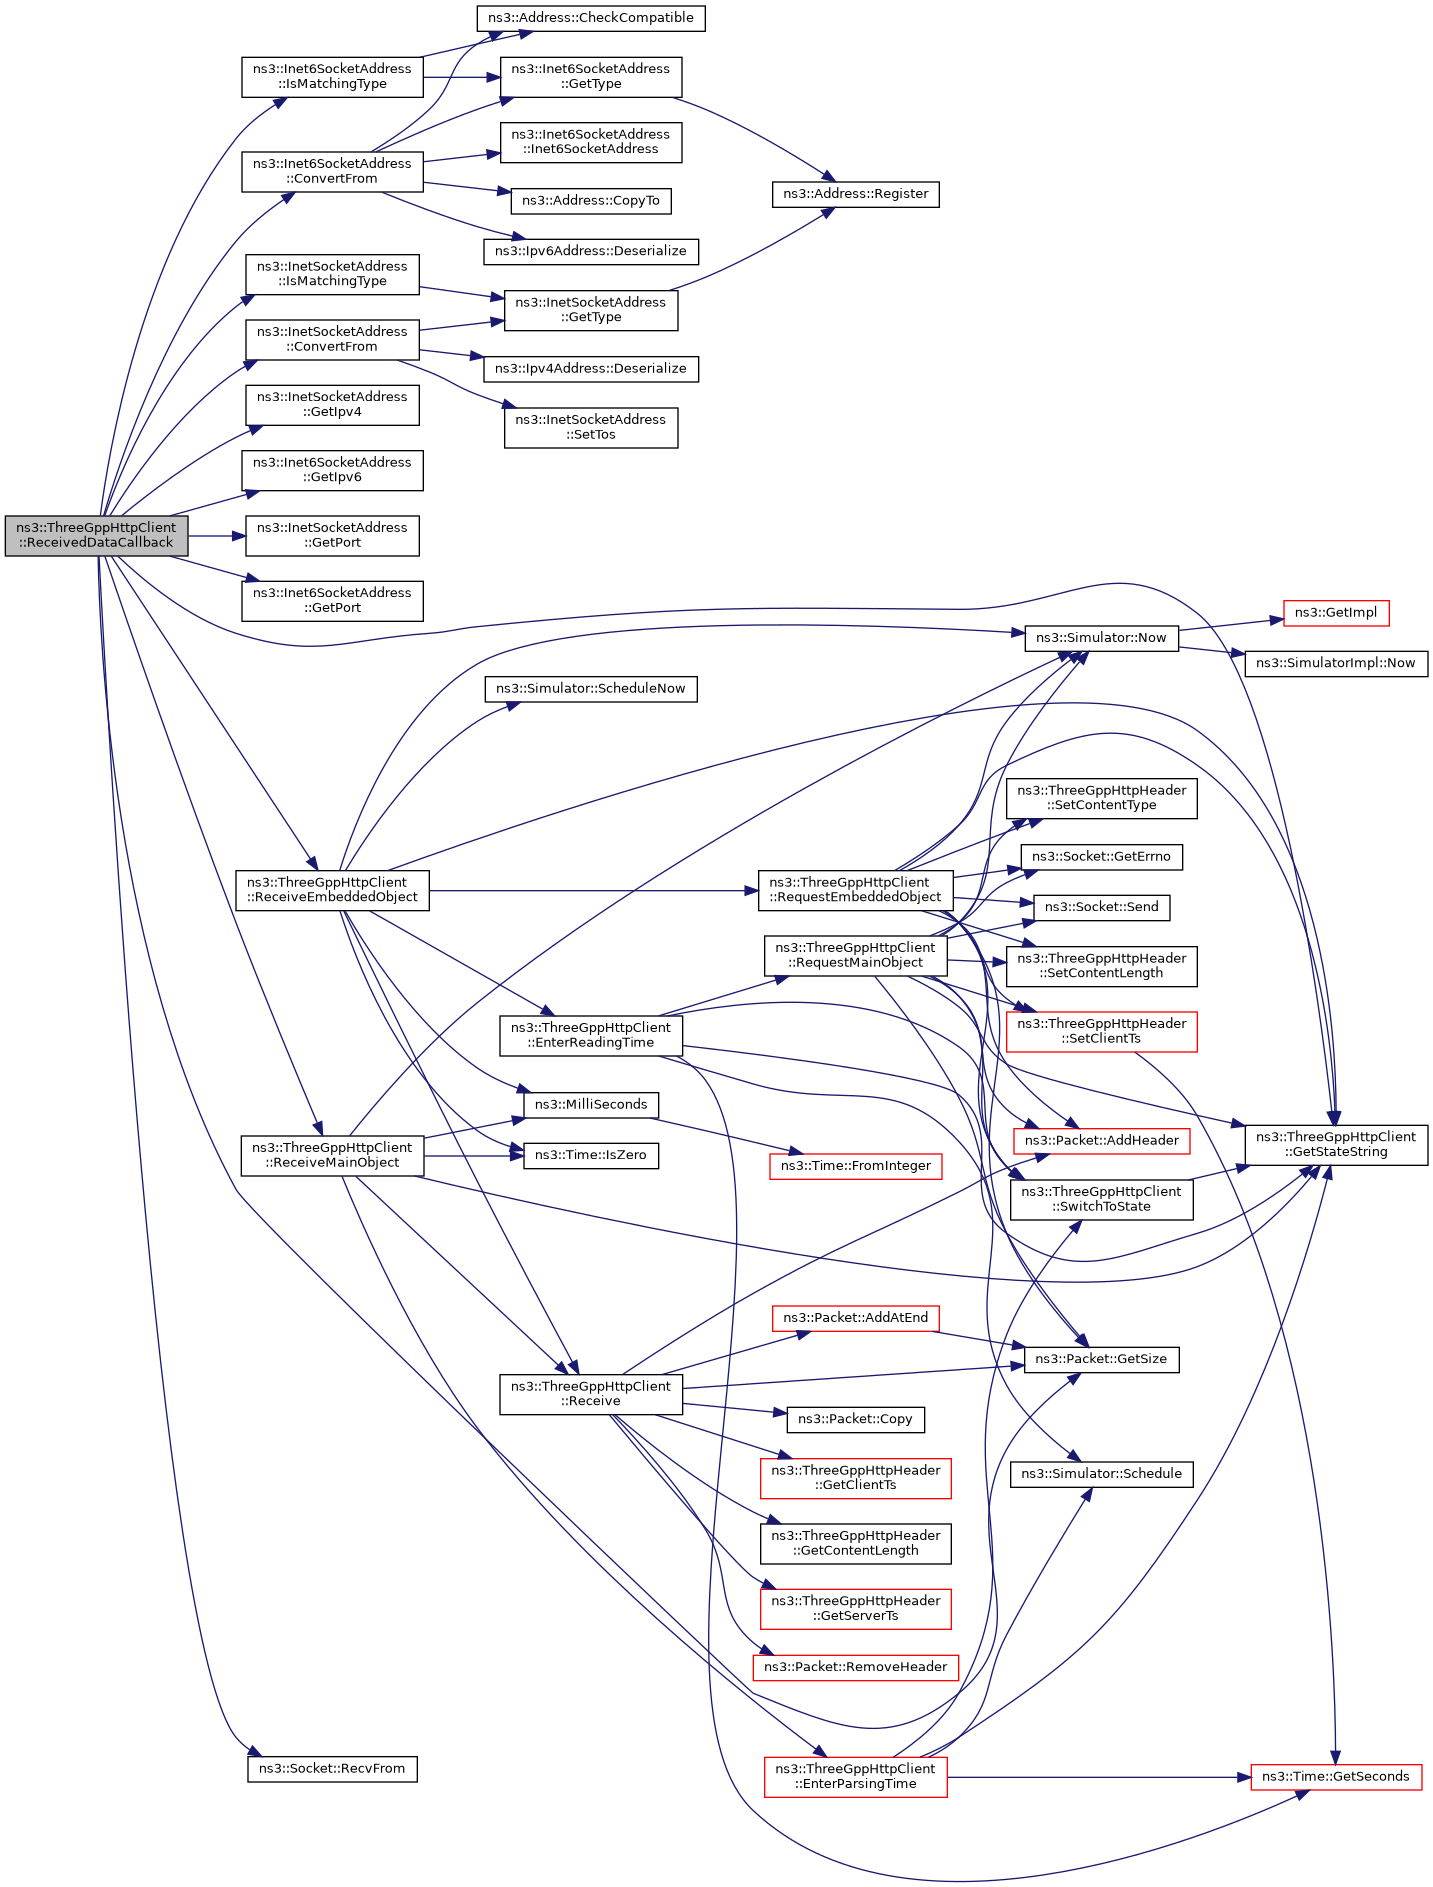 ns3::Address::CheckCompatible
ns3::Inet6SocketAddress
::IsMatchingType
ns3::Inet6SocketAddress
::GetType
ns3::Inet6SocketAddress
::Inet6SocketAddress
ns3::Inet6SocketAddress
::ConvertFrom
ns3::Address::CopyTo
ns3::Address::Register
ns3::Ipv6Address::Deserialize
ns3::InetSocketAddress
::IsMatchingType
ns3::InetSocketAddress
::GetType
ns3::InetSocketAddress
::ConvertFrom
ns3::Ipv4Address::Deserialize
ns3::InetSocketAddress
::GetIpv4
ns3::InetSocketAddress
::SetTos
ns3::Inet6SocketAddress
::GetIpv6
ns3::ThreeGppHttpClient
::ReceivedDataCallback
ns3::InetSocketAddress
::GetPort
ns3::Inet6SocketAddress
::GetPort
ns3::GetImpl
ns3::Simulator::Now
ns3::SimulatorImpl::Now
ns3::Simulator::ScheduleNow
ns3::ThreeGppHttpHeader
::SetContentType
ns3::Socket::GetErrno
ns3::ThreeGppHttpClient
::ReceiveEmbeddedObject
ns3::ThreeGppHttpClient
::RequestEmbeddedObject
ns3::Socket::Send
ns3::ThreeGppHttpClient
::RequestMainObject
ns3::ThreeGppHttpHeader
::SetContentLength
ns3::ThreeGppHttpClient
::EnterReadingTime
ns3::ThreeGppHttpHeader
::SetClientTs
ns3::MilliSeconds
ns3::ThreeGppHttpClient
::ReceiveMainObject
ns3::Time::IsZero
ns3::Time::FromInteger
ns3::Packet::AddHeader
ns3::ThreeGppHttpClient
::GetStateString
ns3::ThreeGppHttpClient
::SwitchToState
ns3::Packet::AddAtEnd
ns3::Packet::GetSize
ns3::ThreeGppHttpClient
::Receive
ns3::Packet::Copy
ns3::ThreeGppHttpHeader
::GetClientTs
ns3::Simulator::Schedule
ns3::ThreeGppHttpHeader
::GetContentLength
ns3::ThreeGppHttpHeader
::GetServerTs
ns3::Packet::RemoveHeader
ns3::Socket::RecvFrom
ns3::ThreeGppHttpClient
::EnterParsingTime
ns3::Time::GetSeconds